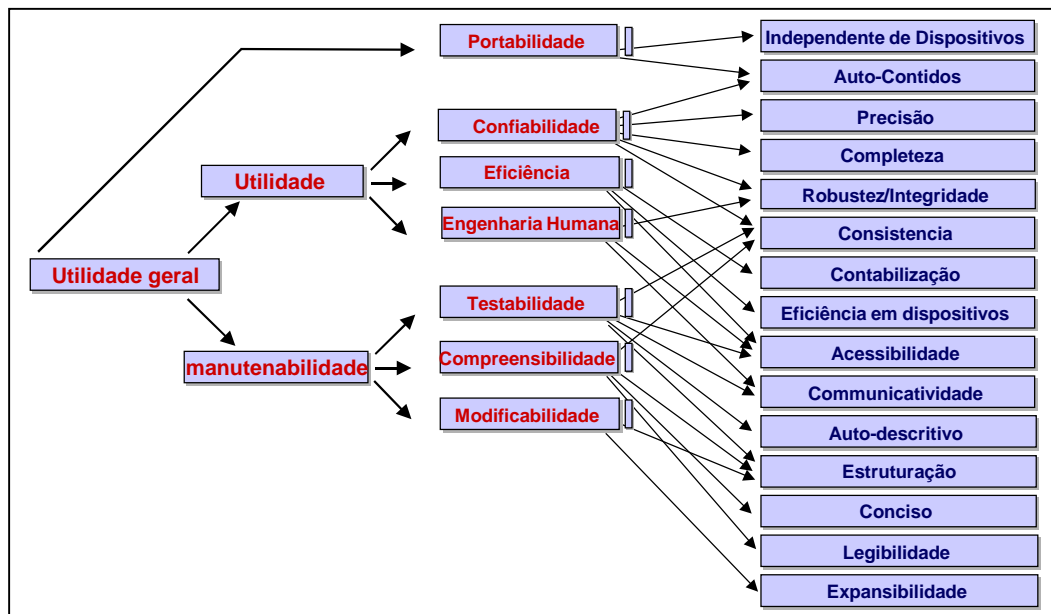 Utilidade geral
Utilidade
manutenabilidade
Portabilidade
Confiabilidade
Eficiência
Engenharia Humana
Testabilidade
Compreensibilidade
Modificabilidade
Independente de Dispositivos
Auto-Contidos
Precisão
Completeza
Robustez/Integridade
Consistencia
Contabilização
Eficiência em dispositivos
Acessibilidade
Communicatividade
Auto-descritivo
Estruturação
Conciso
Legibilidade
Expansibilidade